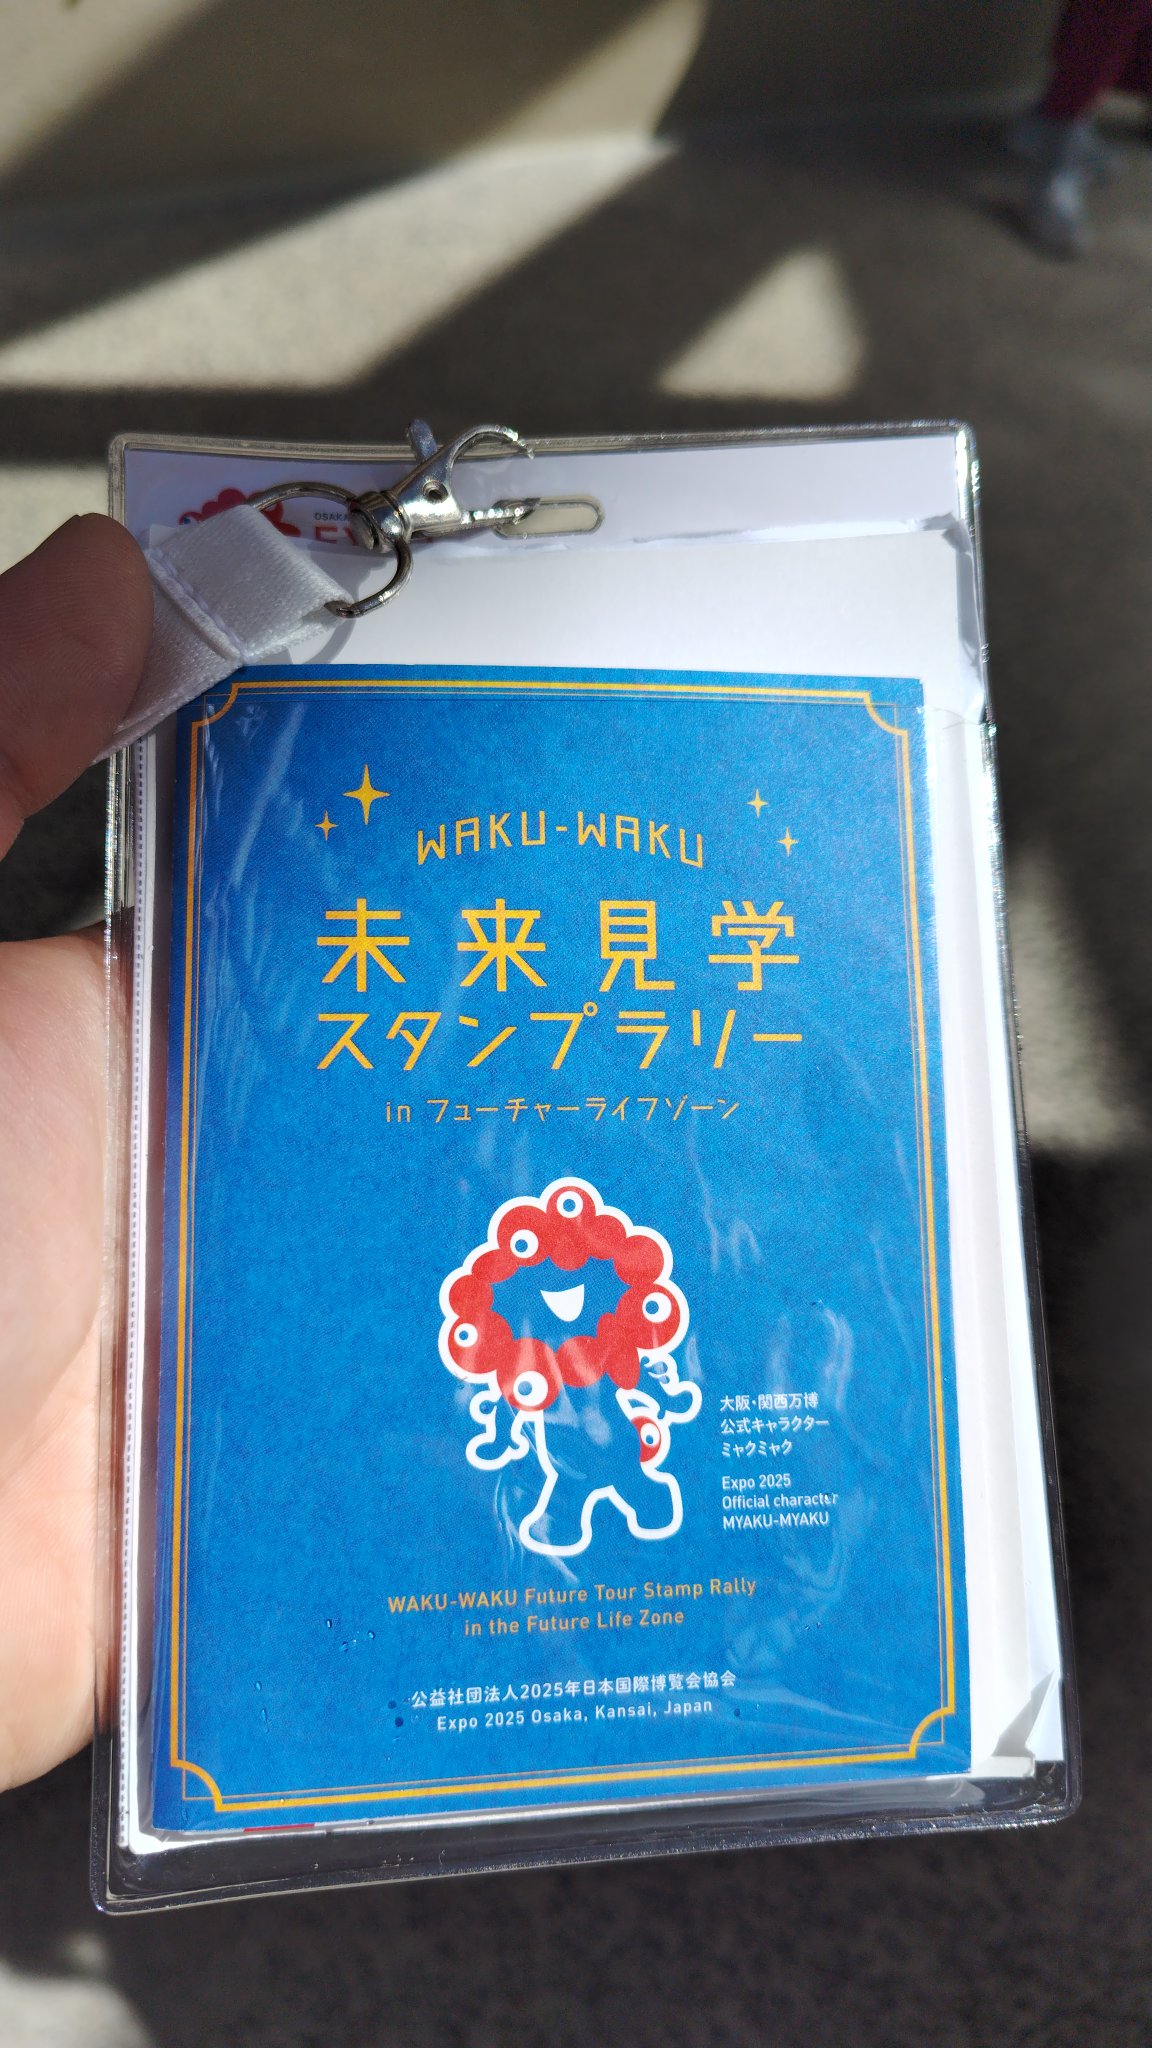 OSAKA
WAKU-WAKU
未来見学
スタンプラリー
in フューチャーライフゾーン
大阪・関西万博
公式キャラクター
ミャクミャク
Expo 2025
Official character
MYAKU-MYAKU
WAKU-WAKU Future Tour Stamp Rally
in the Future Life Zone
公益社団法人2025年日本国際博覧会協会
Expo 2025 Osaka, Kansai, Japan